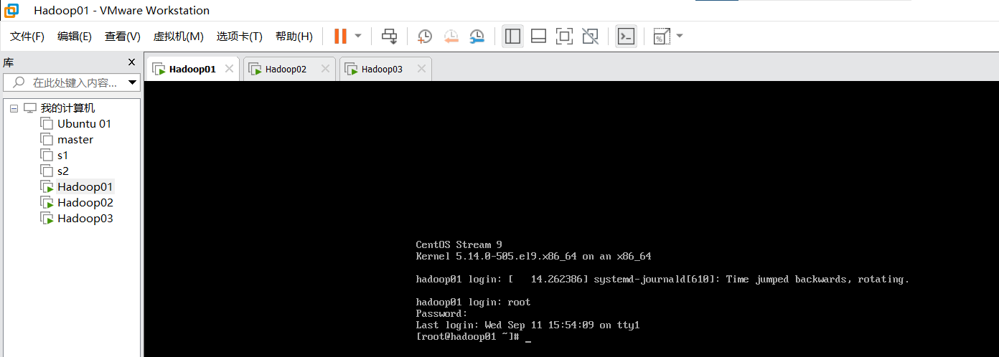 Hadoop01 - VMware Workstation
文件(F) 编辑(E) 查看(V) 虚拟机(M) 选项卡(T) 帮助(H)
库
在此处键入内容...
我的计算机
Ubuntu 01
master
s1
s2
Hadoop01
Hadoop02
Hadoop03
Hadoop01 Hadoop02 Hadoop03
CentOS Stream 9
Kernel 5.14.0-505.el9.x86_64 on an x86_64
hadoop01 login: [   14.262386] systemd-journald[610]: Time jumped backwards, rotating.
hadoop01 login: root
Password:
Last login: Wed Sep 11 15:54:09 on tty1
[root@hadoop01 ~]# _